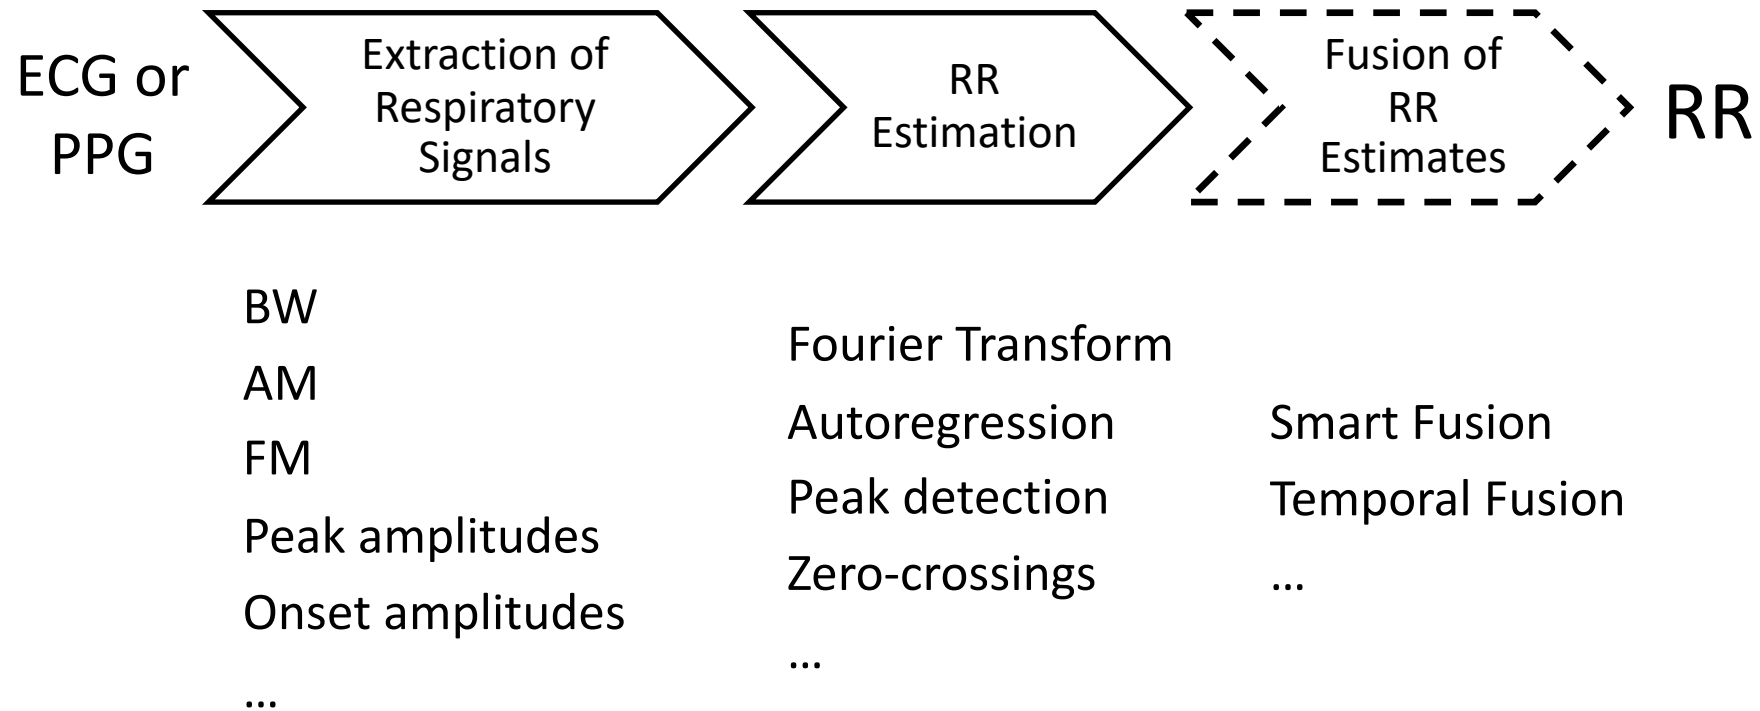 ECG or
PPG
Extraction of
Respiratory
Signals
RR
Estimation
Fusion of
RR
Estimates
RR
BW
AM
FM
Peak amplitudes
Onset amplitudes
...
Fourier Transform
Autoregression
Peak detection
Zero-crossings
...
Smart Fusion
Temporal Fusion
...